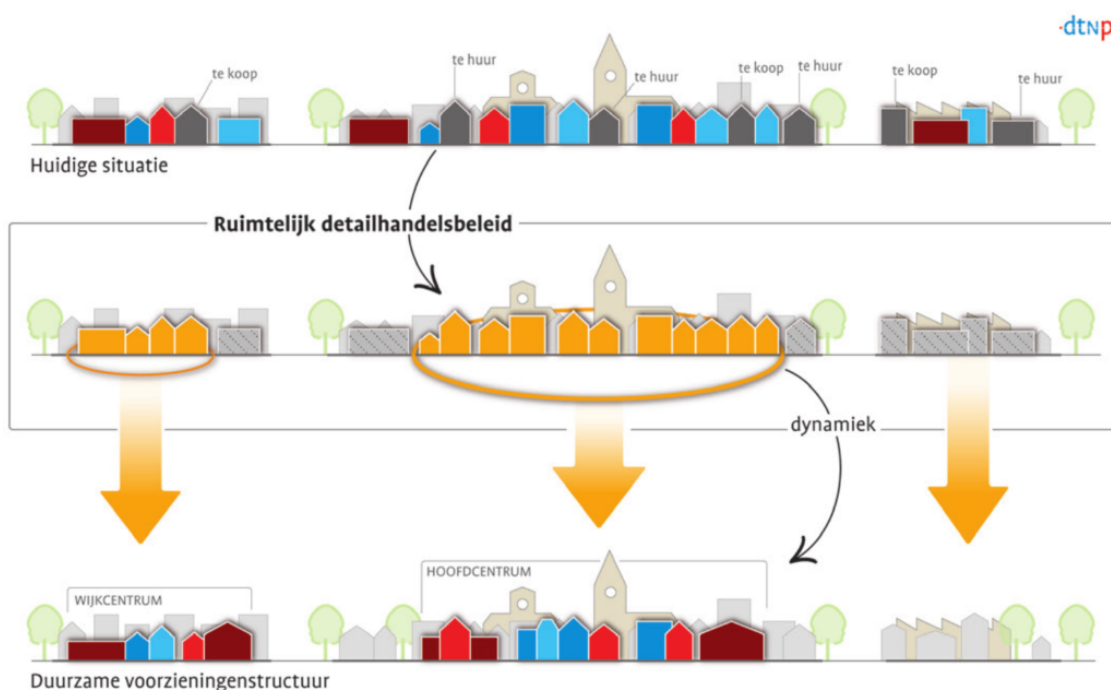 ·dtnp
te koop
te huur
te huur
te koop
te huur
te koop
te huur
Huidige situatie
Ruimtelijk detailhandelsbeleid
dynamiek
WIJKCENTRUM
HOOFDCENTRUM
Duurzame voorzieningenstructuur